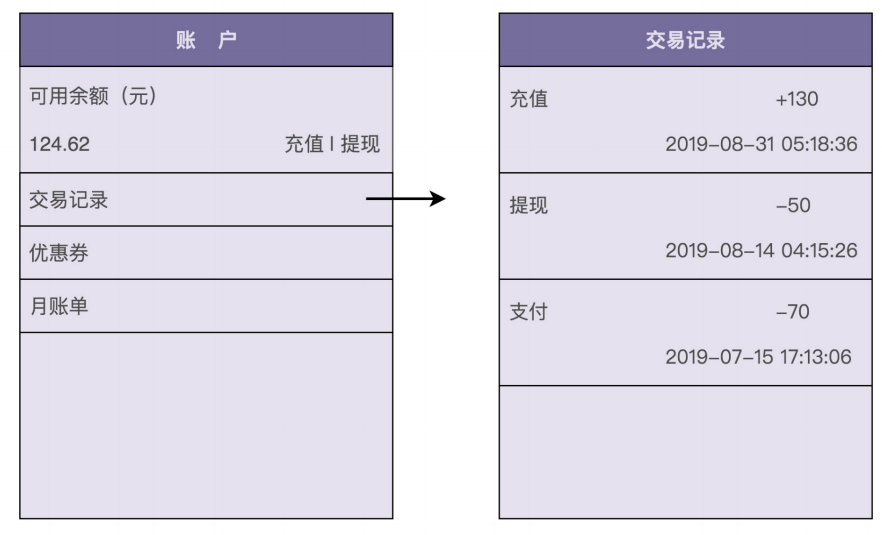 账 户
可用余额（元）
124.62 充值 | 提现
交易记录
优惠券
月账单
交易记录
充值 +130
2019-08-31 05:18:36
提现 -50
2019-08-14 04:15:26
支付 -70
2019-07-15 17:13:06